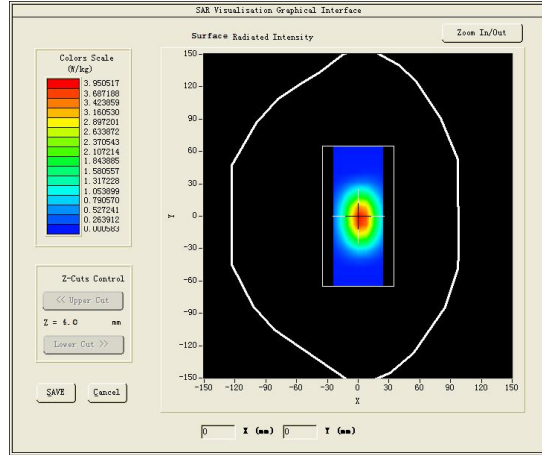 SAR Visualisation Graphical Interface
Surface Radiated Intensity
Zoom In/Out
Colors Scale
(W/kg)
3.950517
3.687188
3.423859
3.160530
2.897201
2.633872
2.370543
2.107214
1.843885
1.580557
1.317228
1.053899
0.790570
0.527241
0.263912
0.000583
Z-Cuts Control
<< Upper Cut
Z = 4.0 mm
Lower Cut >>
SAVE
Cancel
150
120
90
60
30
0
-30
-60
-90
-120
-150
Y
-150 -120 -90 -60 -30 0 30 60 90 120 150
X
0 X (mm) 0 Y (mm)